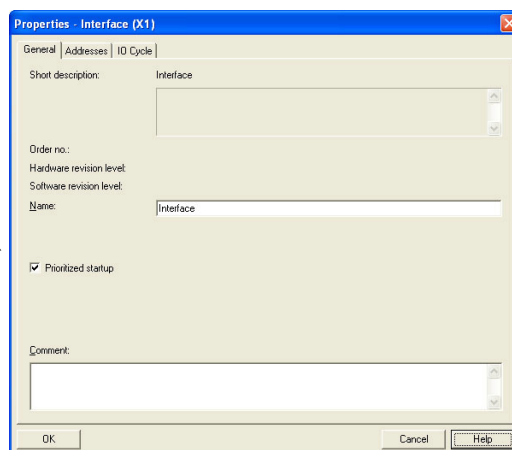 Properties - Interface (X1)
General Addresses IO Cycle
Short description: Interface
Order no.:
Hardware revision level:
Software revision level:
Name: Interface
Prioritized startup
Comment:
OK Cancel Help